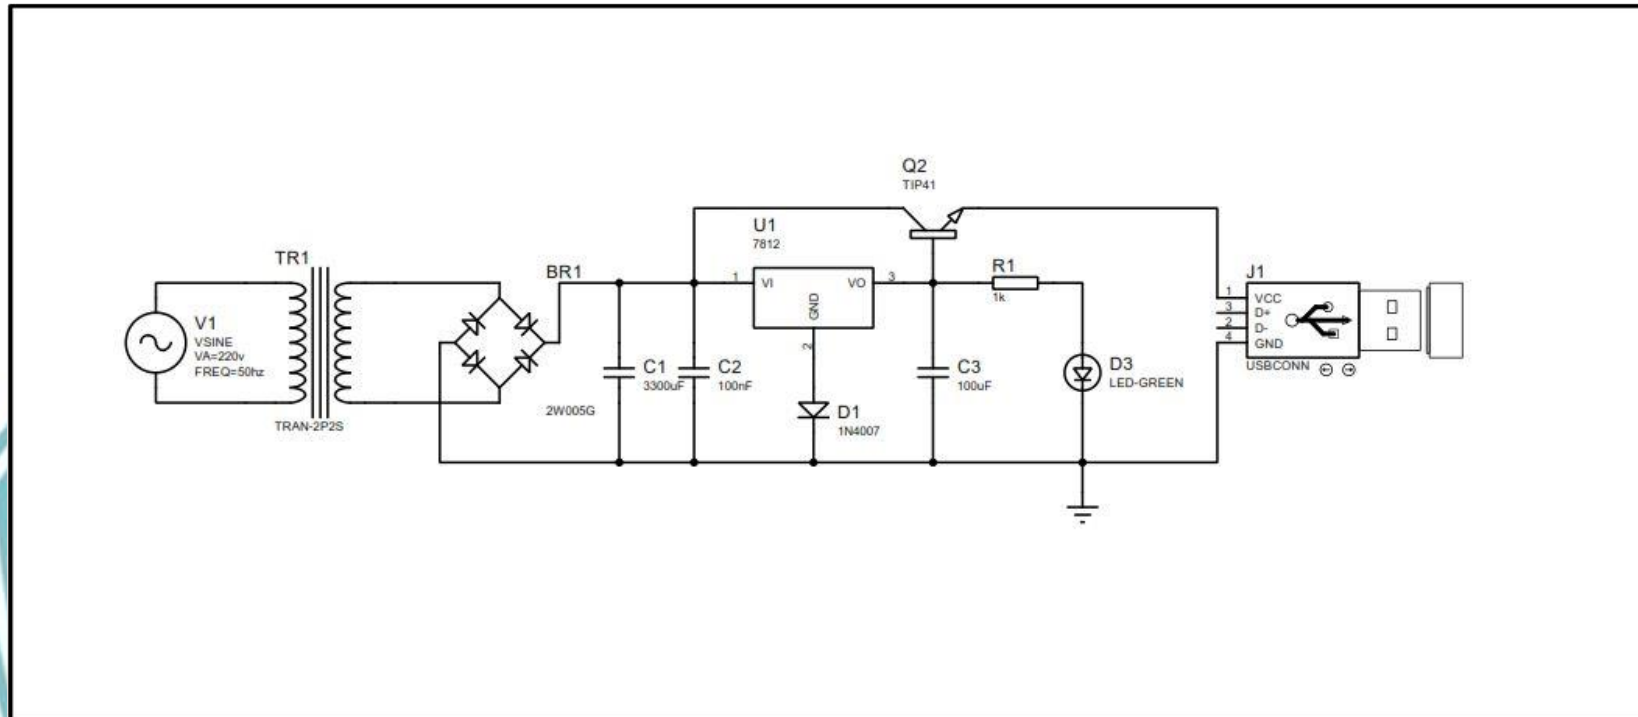 Q2
TIP41
U1
7812
TR1
BR1
R1
1k
J1
1
VI
VO
3
GND
2
1
3
2
4
VCC
D+
D-
GND
USBCONN
V1
VSINE
VA=220v
FREQ=50hz
C1
3300uF
C2
100nF
C3
100uF
D3
LED-GREEN
2W005G
D1
1N4007
TRAN-2P2S